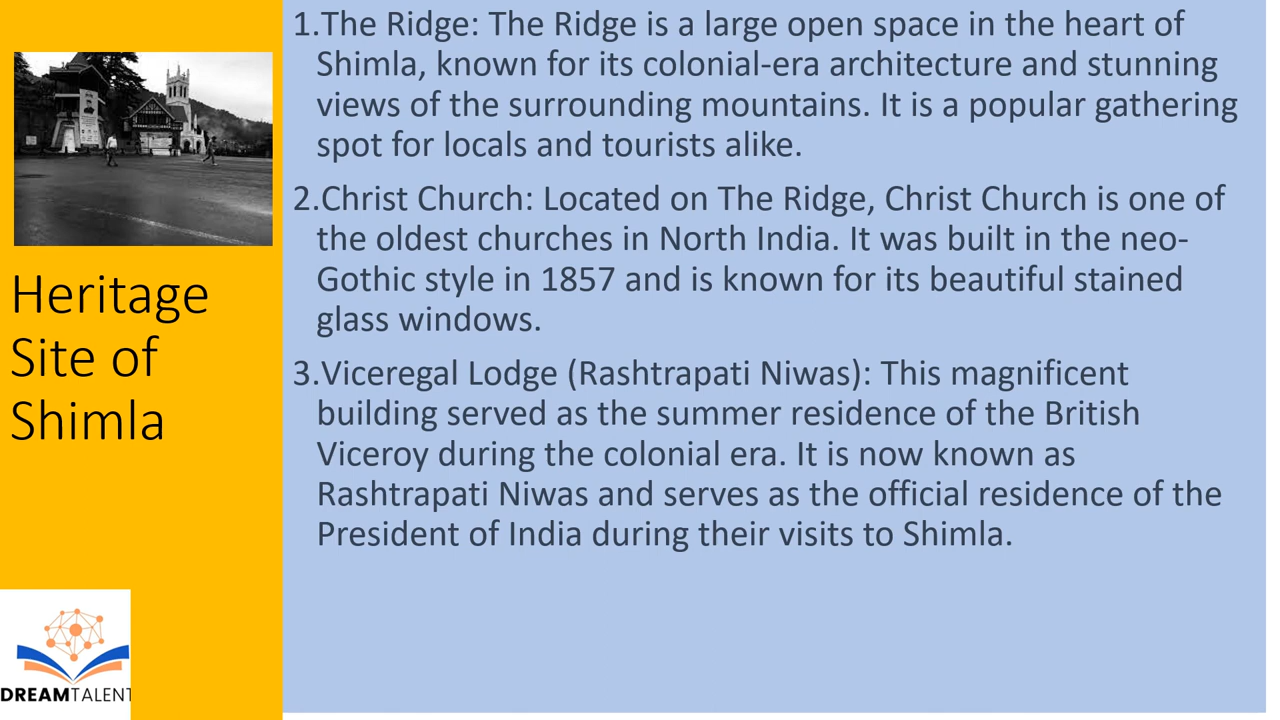 1.The Ridge: The Ridge is a large open space in the heart of
Shimla, known for its colonial-era architecture and stunning
views of the surrounding mountains. It is a popular gathering
spot for locals and tourists alike.
2.Christ Church: Located on The Ridge, Christ Church is one of
the oldest churches in North India. It was built in the neo-
Gothic style in 1857 and is known for its beautiful stained
glass windows.
3.Viceregal Lodge (Rashtrapati Niwas): This magnificent
building served as the summer residence of the British
Viceroy during the colonial era. It is now known as
Rashtrapati Niwas and serves as the official residence of the
President of India during their visits to Shimla.
Heritage
Site of
Shimla
DREAMTALENT